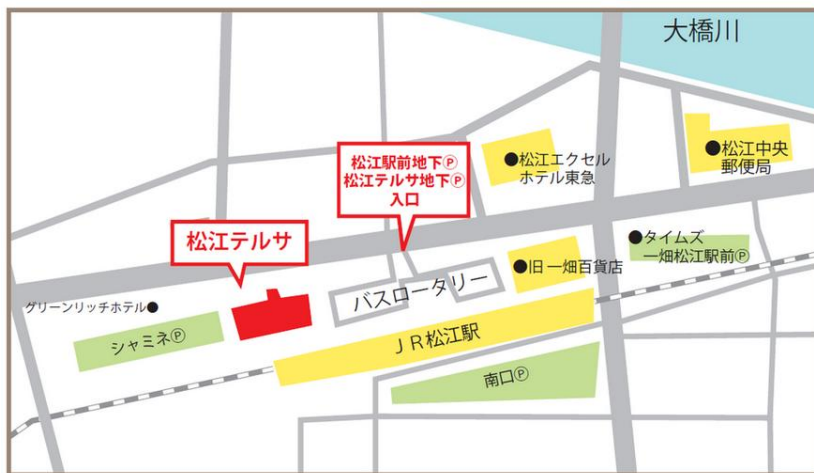 大橋川
松江駅前地下Ⓟ
松江テルサ地下Ⓟ
入口
●松江エクセル
ホテル東急
●松江中央
郵便局
松江テルサ
●タイムズ
一畑松江駅前Ⓟ
●旧一畑百貨店
バスロータリー
グリーンリッチホテル●
シャミネⓅ
ＪＲ松江駅
南口Ⓟ